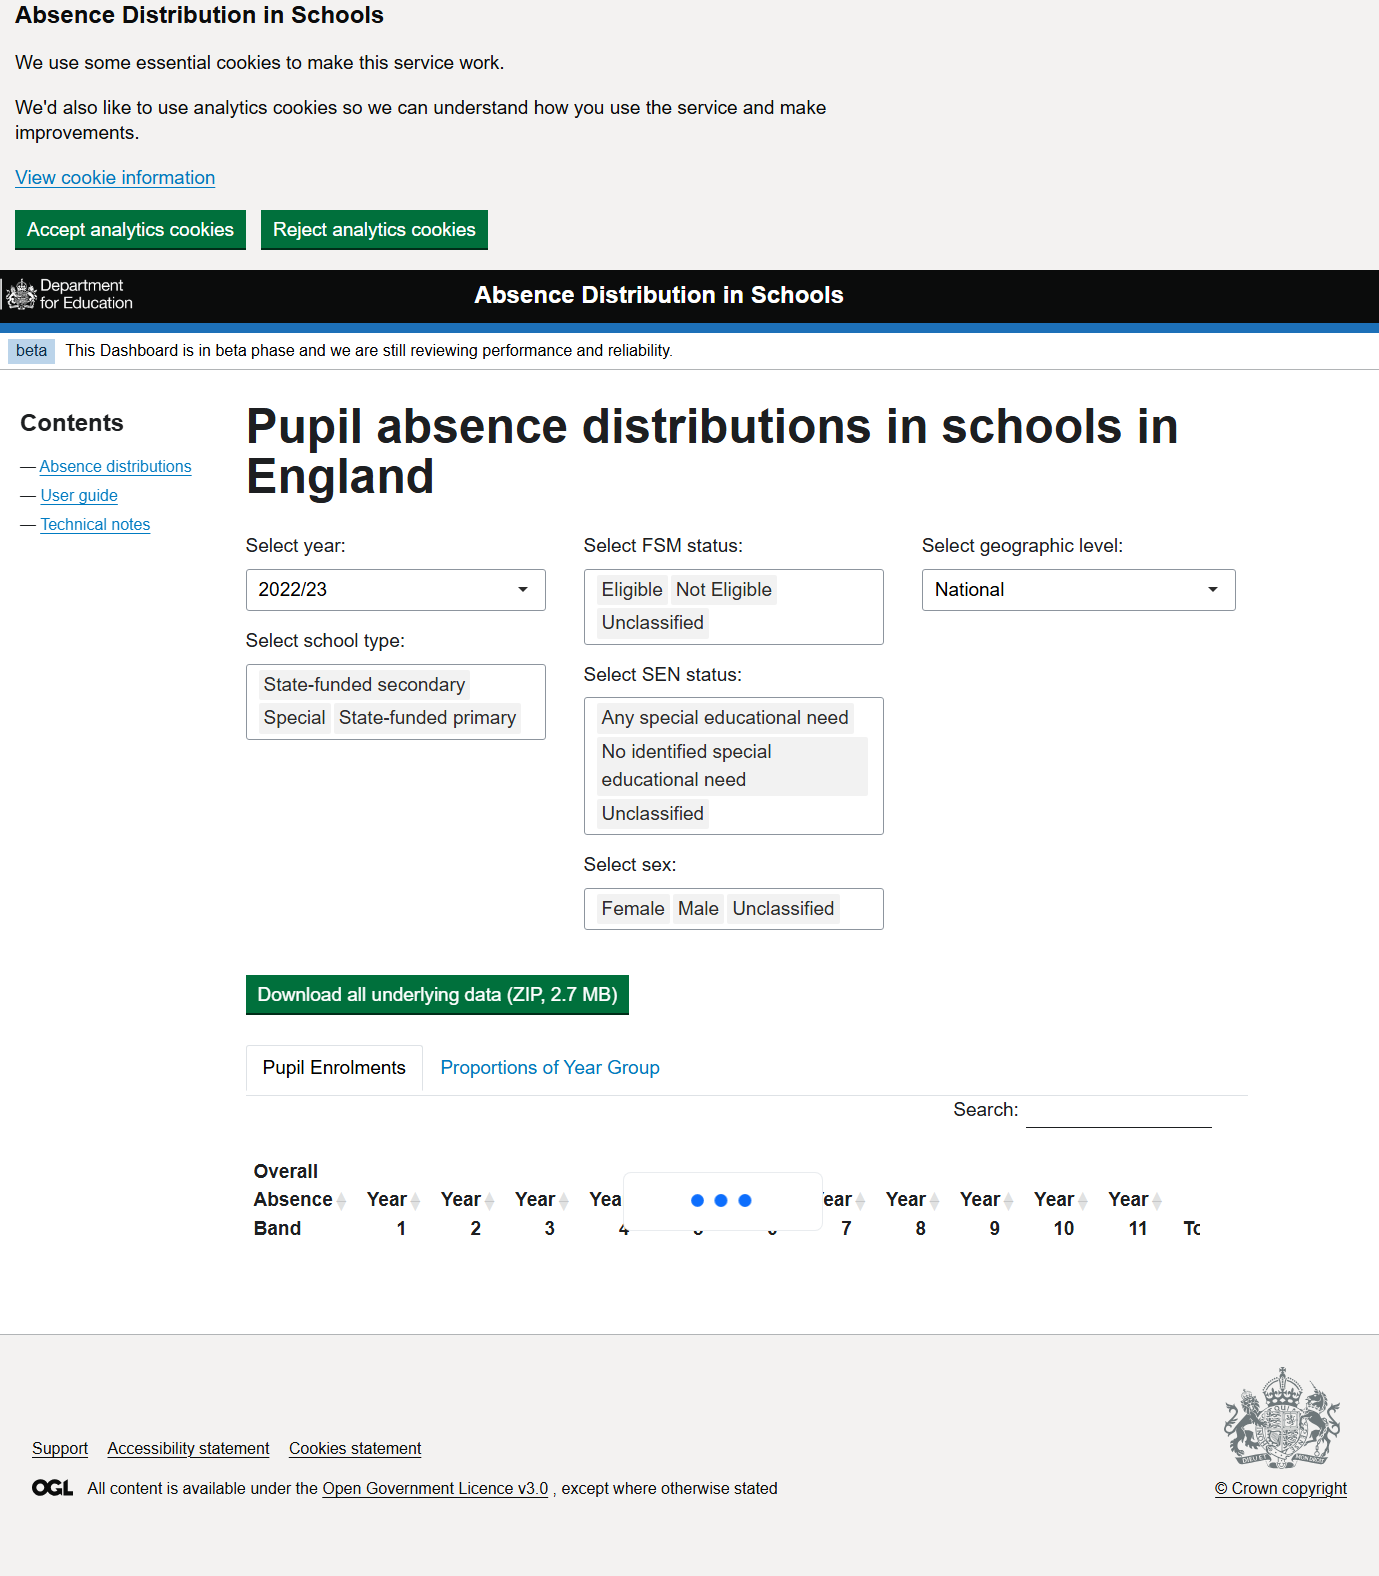 Absence Distribution in Schools
We use some essential cookies to make this service work.
We'd also like to use analytics cookies so we can understand how you use the service and make
improvements.
View cookie information
Accept analytics cookies Reject analytics cookies
Department
for Education
Absence Distribution in Schools
beta This Dashboard is in beta phase and we are still reviewing performance and reliability.
Contents
— Absence distributions
— User guide
— Technical notes
Pupil absence distributions in schools in
England
Select year:
2022/23
Select school type:
State-funded secondary
Special State-funded primary
Select FSM status:
Eligible Not Eligible
Unclassified
Select SEN status:
Any special educational need
No identified special
educational need
Unclassified
Select sex:
Female Male Unclassified
Select geographic level:
National
Download all underlying data (ZIP, 2.7 MB)
Pupil Enrolments Proportions of Year Group
Search:
Overall
Absence Year Year Year Year Year Year Year Year
Band 1 2 3 4 7 8 9 10 11
Support Accessibility statement Cookies statement
OGL All content is available under the Open Government Licence v3.0 , except where otherwise stated
© Crown copyright